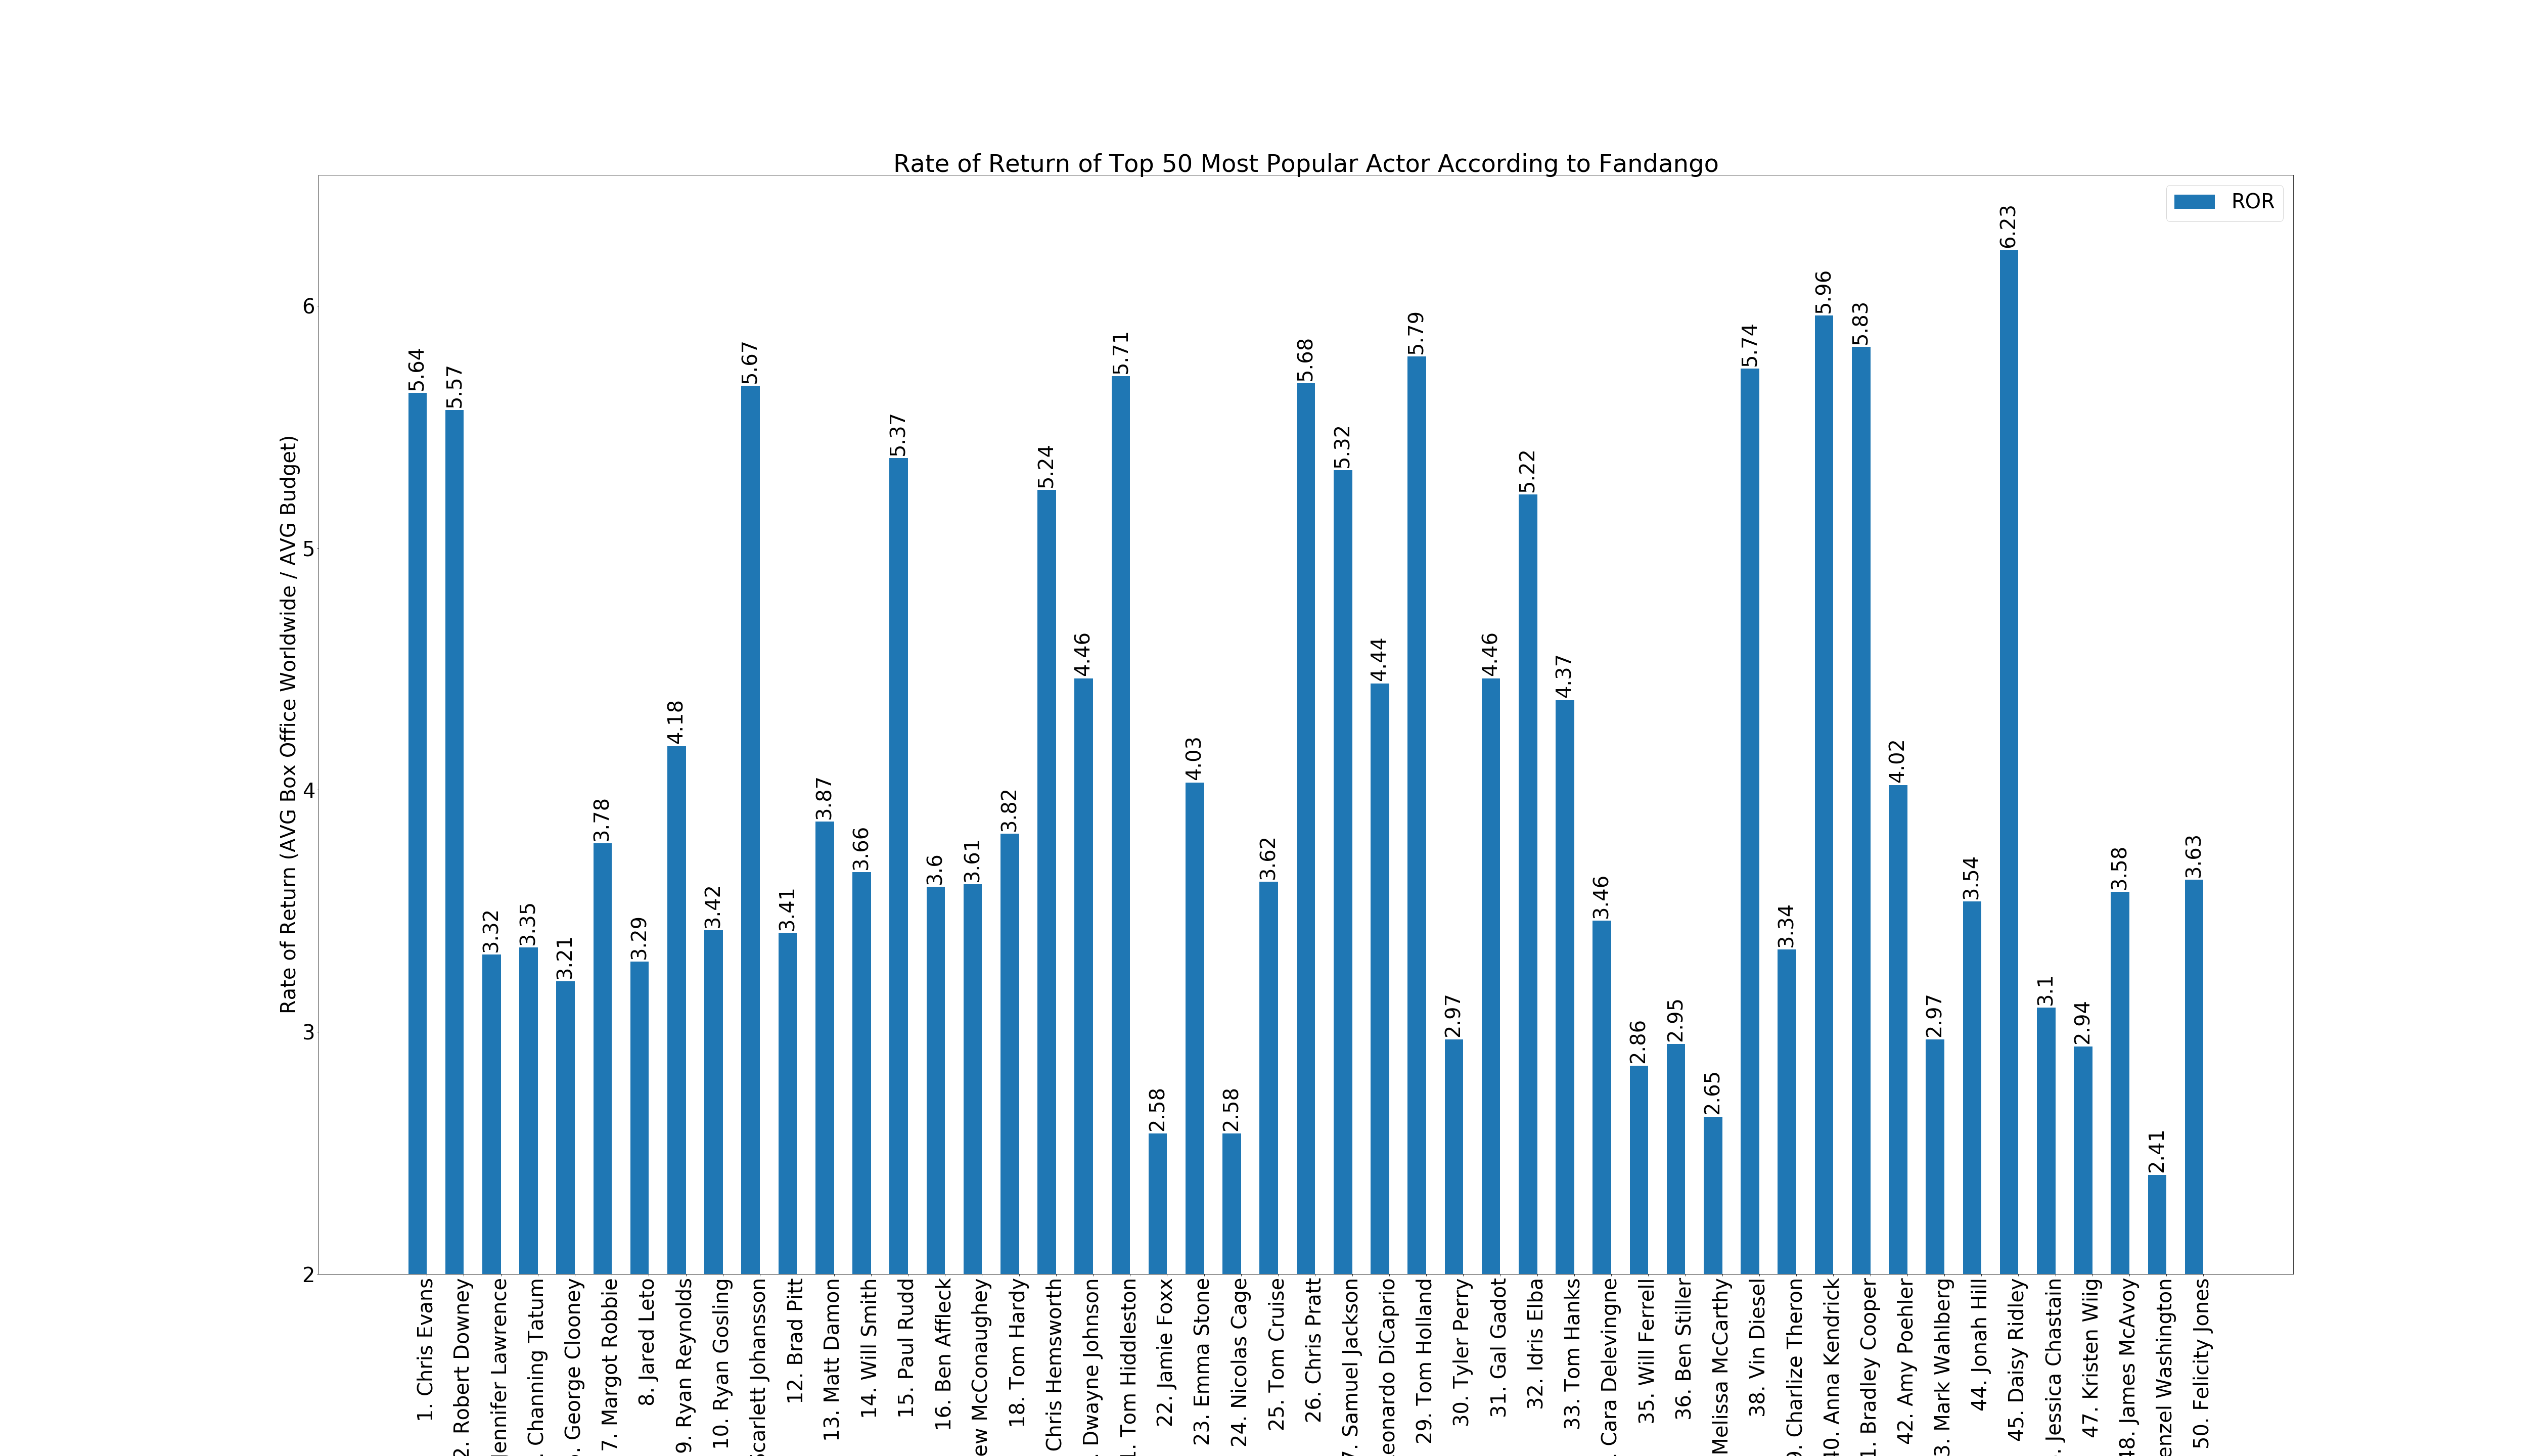 Rate of Return of Top 50 Most Popular Actor According to Fandango
ROR
Rate of Return (AVG Box Office Worldwide / AVG Budget)
6
5
4
3
2
5.64
5.57
3.32
3.35
3.21
3.78
3.29
4.18
3.42
5.67
3.41
3.87
3.66
5.37
3.6
3.61
3.82
5.24
4.46
5.71
2.58
4.03
2.58
3.62
5.68
5.32
4.44
5.79
2.97
4.46
5.22
4.37
3.46
2.86
2.95
2.65
5.74
3.34
5.96
5.83
4.02
2.97
3.54
6.23
3.1
2.94
3.58
2.41
3.63
1. Chris Evans
2. Robert Downey
Lawrence
. Channing Tatum
. George Clooney
7. Margot Robbie
8. Jared Leto
9. Ryan Reynolds
10. Ryan Gosling
Scarlett Johansson
12. Brad Pitt
13. Matt Damon
14. Will Smith
15. Paul Rudd
16. Ben Affleck
ew McConaughey
18. Tom Hardy
Chris Hemsworth
. Dwayne Johnson
1. Tom Hiddleston
22. Jamie Foxx
23. Emma Stone
24. Nicolas Cage
25. Tom Cruise
26. Chris Pratt
7. Samuel Jackson
eonardo DiCaprio
29. Tom Holland
30. Tyler Perry
31. Gal Gadot
32. Idris Elba
33. Tom Hanks
. Cara Delevingne
35. Will Ferrell
36. Ben Stiller
Melissa McCarthy
38. Vin Diesel
9. Charlize Theron
40. Anna Kendrick
1. Bradley Cooper
42. Amy Poehler
3. Mark Wahlberg
44. Jonah Hill
45. Daisy Ridley
. Jessica Chastain
47. Kristen Wiig
48. James McAvoy
enzel Washington
50. Felicity Jones